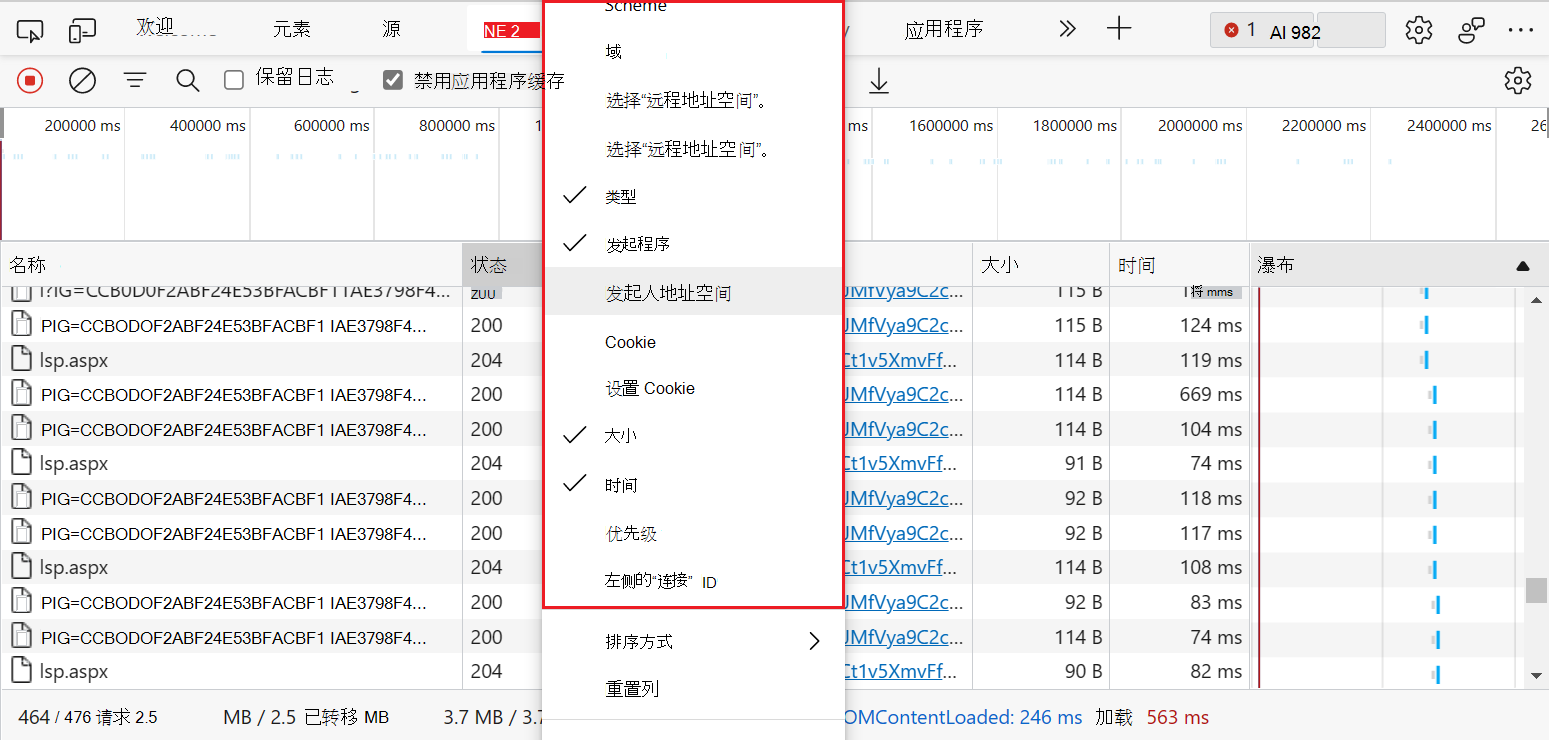 欢迎 元素 源 NE 2 应用程序 1 AI 982
保留日志 禁用应用程序缓存
200000 ms 400000 ms 600000 ms 800000 ms 1 ms 1600000 ms 1800000 ms 2000000 ms 2200000 ms 2400000 ms 26
Scheme
域
选择“远程地址空间”。
选择“远程地址空间”。
类型
发起程序
发起人地址空间
Cookie
设置 Cookie
大小
时间
优先级
左侧的“连接” ID
排序方式
重置列
名称 状态 大小 时间 瀑布
l?IG=CCB0D0F2ABF24E53BFACBF11AE3798F4... ZUU JMfVya9C2c... 115 B 1将 mms
PIG=CCBODOF2ABF24E53BFACBF1 IAE3798F4... 200 JMfVya9C2c... 115 B 124 ms
lsp.aspx 204 Ct1v5XmvFf... 114 B 119 ms
PIG=CCBODOF2ABF24E53BFACBF1 IAE3798F4... 200 JMfVya9C2c... 114 B 669 ms
PIG=CCBODOF2ABF24E53BFACBF1 IAE3798F4... 200 JMfVya9C2c... 114 B 104 ms
lsp.aspx 204 Ct1v5XmvFf... 91 B 74 ms
PIG=CCBODOF2ABF24E53BFACBF1 IAE3798F4... 200 JMfVya9C2c... 92 B 118 ms
PIG=CCBODOF2ABF24E53BFACBF1 IAE3798F4... 200 JMfVya9C2c... 92 B 117 ms
lsp.aspx 204 Ct1v5XmvFf... 114 B 108 ms
PIG=CCBODOF2ABF24E53BFACBF1 IAE3798F4... 200 JMfVya9C2c... 92 B 83 ms
PIG=CCBODOF2ABF24E53BFACBF1 IAE3798F4... 200 JMfVya9C2c... 114 B 74 ms
lsp.aspx 204 Ct1v5XmvFf... 90 B 82 ms
464 / 476 请求 2.5 MB / 2.5 已转移 MB 3.7 MB / 3.7 OMContentLoaded: 246 ms 加载 563 ms